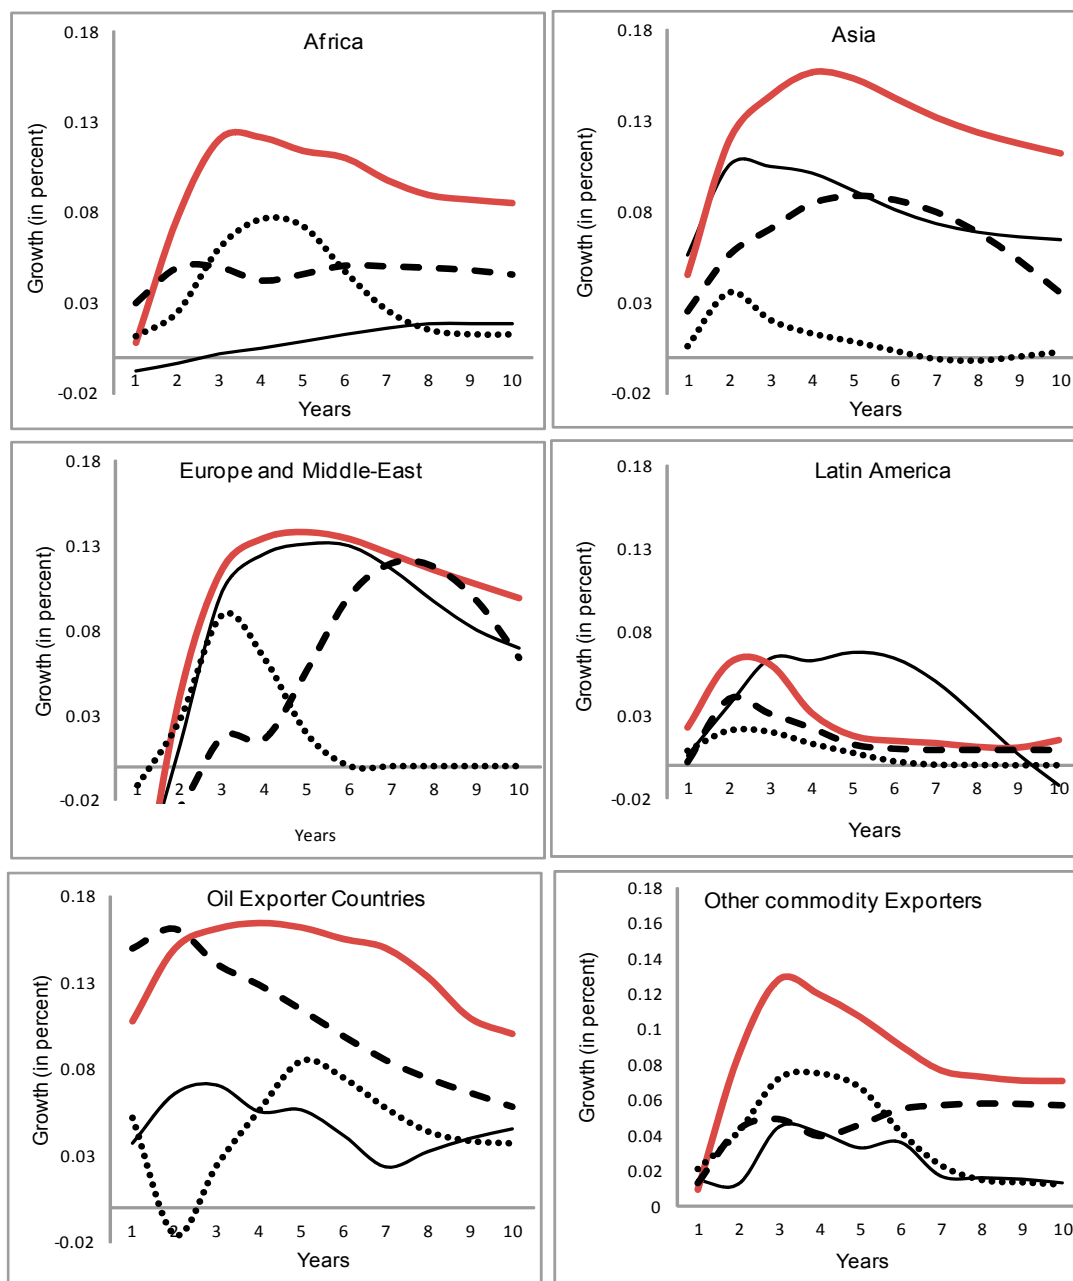 Africa
Growth (in percent)
0.18
0.13
0.08
0.03
-0.02
1 2 3 4 5 6 7 8 9 10
Years
Asia
Growth (in percent)
0.18
0.13
0.08
0.03
-0.02
1 2 3 4 5 6 7 8 9 10
Years
Europe and Middle-East
Growth (in percent)
0.18
0.13
0.08
0.03
-0.02
1 2 3 4 5 6 7 8 9 10
Years
Latin America
Growth (in percent)
0.18
0.13
0.08
0.03
-0.02
1 2 3 4 5 6 7 8 9 10
Years
Oil Exporter Countries
Growth (in percent)
0.18
0.13
0.08
0.03
-0.02
1 2 3 4 5 6 7 8 9 10
Years
Other commodity Exporters
Growth (in percent)
0.18
0.16
0.14
0.12
0.1
0.08
0.06
0.04
0.02
0
1 2 3 4 5 6 7 8 9 10
Years